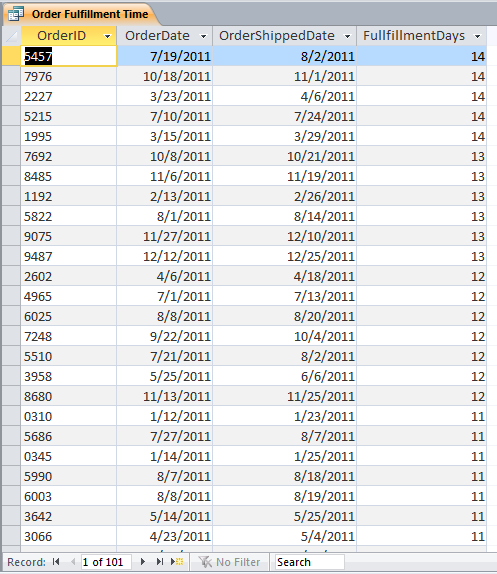 Order Fulfillment Time
OrderID OrderDate OrderShippedDate FullfillmentDays
5457 7/19/2011 8/2/2011 14
7976 10/18/2011 11/1/2011 14
2227 3/23/2011 4/6/2011 14
5215 7/10/2011 7/24/2011 14
1995 3/15/2011 3/29/2011 14
7692 10/8/2011 10/21/2011 13
8485 11/6/2011 11/19/2011 13
1192 2/13/2011 2/26/2011 13
5822 8/1/2011 8/14/2011 13
9075 11/27/2011 12/10/2011 13
9487 12/12/2011 12/25/2011 13
2602 4/6/2011 4/18/2011 12
4965 7/1/2011 7/13/2011 12
6025 8/8/2011 8/20/2011 12
7248 9/22/2011 10/4/2011 12
5510 7/21/2011 8/2/2011 12
3958 5/25/2011 6/6/2011 12
8680 11/13/2011 11/25/2011 12
0310 1/12/2011 1/23/2011 11
5686 7/27/2011 8/7/2011 11
0345 1/14/2011 1/25/2011 11
5990 8/7/2011 8/18/2011 11
6003 8/8/2011 8/19/2011 11
3642 5/14/2011 5/25/2011 11
3066 4/23/2011 5/4/2011 11
Record: 1 of 101 No Filter Search